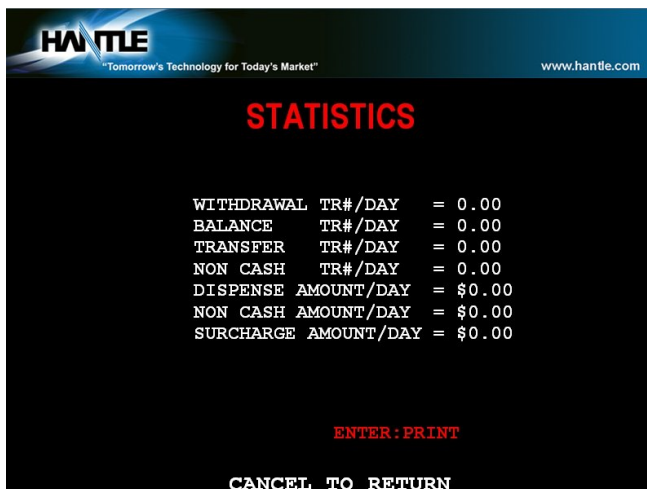 HANTLE
"Tomorrow's Technology for Today's Market"
www.hantle.com
STATISTICS
WITHDRAWAL TR#/DAY = 0.00
BALANCE TR#/DAY = 0.00
TRANSFER TR#/DAY = 0.00
NON CASH TR#/DAY = 0.00
DISPENSE AMOUNT/DAY = $0.00
NON CASH AMOUNT/DAY = $0.00
SURCHARGE AMOUNT/DAY = $0.00
ENTER:PRINT
CANCEL TO RETURN